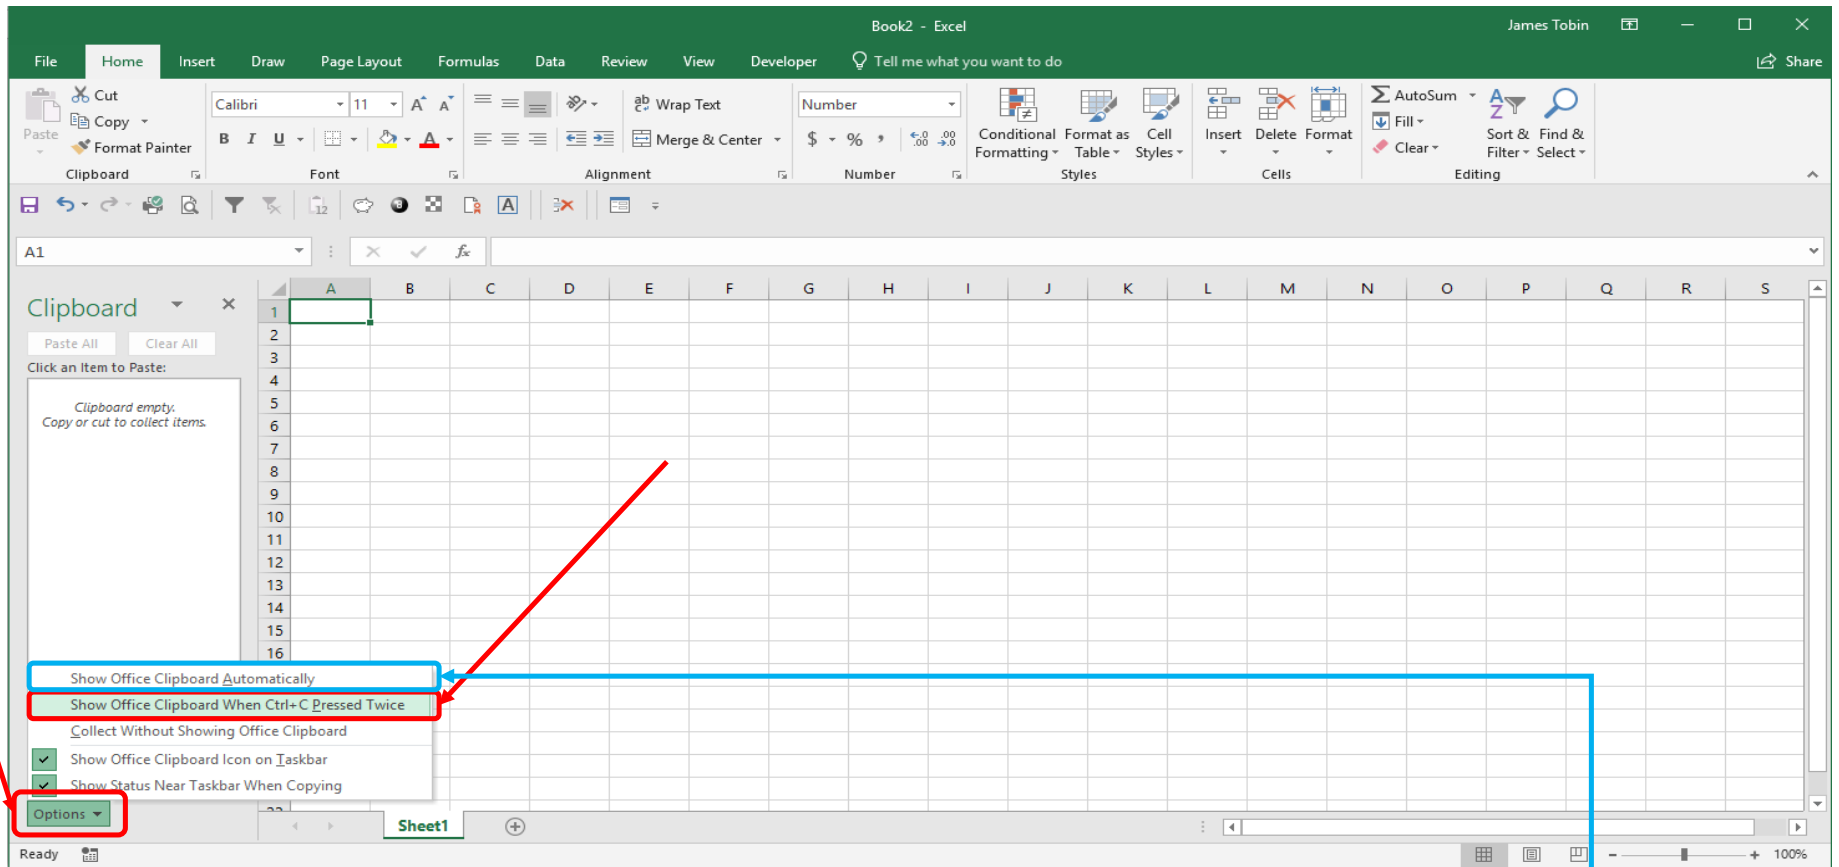 Book2 - Excel
James Tobin
File Home Insert Draw Page Layout Formulas Data Review View Developer Tell me what you want to do Share
Cut
Copy
Format Painter
Paste
Clipboard
Calibri 11 A A
B I U A
Font
ab Wrap Text
Merge & Center
Alignment
Number
$ % , .0 .00
.00 .0
Number
Conditional Formatting
Format as Table
Cell Styles
Styles
Insert Delete Format
Cells
AutoSum
Fill
Clear
Sort & Filter
Find & Select
Editing
12 A
A1 fx
Clipboard
Paste All Clear All
Click an Item to Paste:
Clipboard empty.
Copy or cut to collect items.
A B C D E F G H I J K L M N O P Q R S
1
2
3
4
5
6
7
8
9
10
11
12
13
14
15
16
Show Office Clipboard Automatically
Show Office Clipboard When Ctrl+C Pressed Twice
Collect Without Showing Office Clipboard
Show Office Clipboard Icon on Taskbar
Show Status Near Taskbar When Copying
Options
Sheet1
Ready
100%